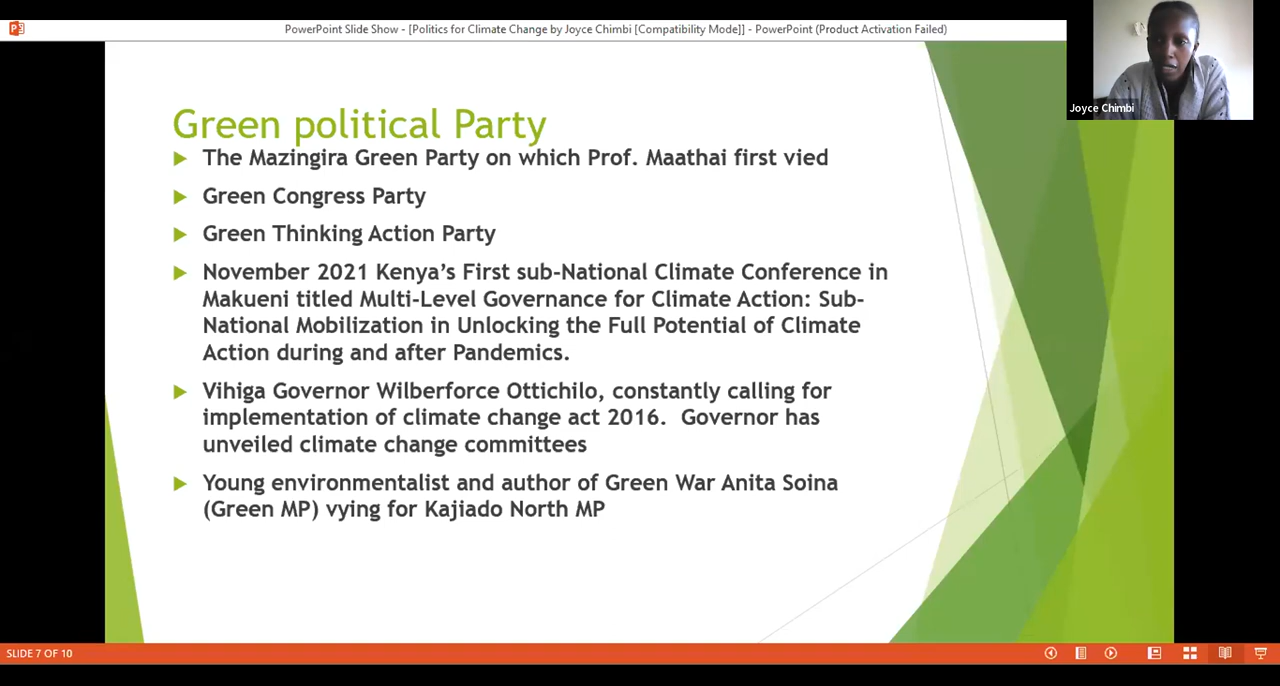 PowerPoint Slide Show - [Politics for Climate Change by Joyce Chimbi [Compatibility Mode]] - PowerPoint (Product Activation Failed)
Joyce Chimbi
Green political Party
The Mazingira Green Party on which Prof. Maathai first vied
Green Congress Party
Green Thinking Action Party
November 2021 Kenya’s First sub-National Climate Conference in
Makueni titled Multi-Level Governance for Climate Action: Sub-
National Mobilization in Unlocking the Full Potential of Climate
Action during and after Pandemics.
Vihiga Governor Wilberforce Ottichilo, constantly calling for
implementation of climate change act 2016.  Governor has
unveiled climate change committees
Young environmentalist and author of Green War Anita Soina
(Green MP) vying for Kajiado North MP
SLIDE 7 OF 10